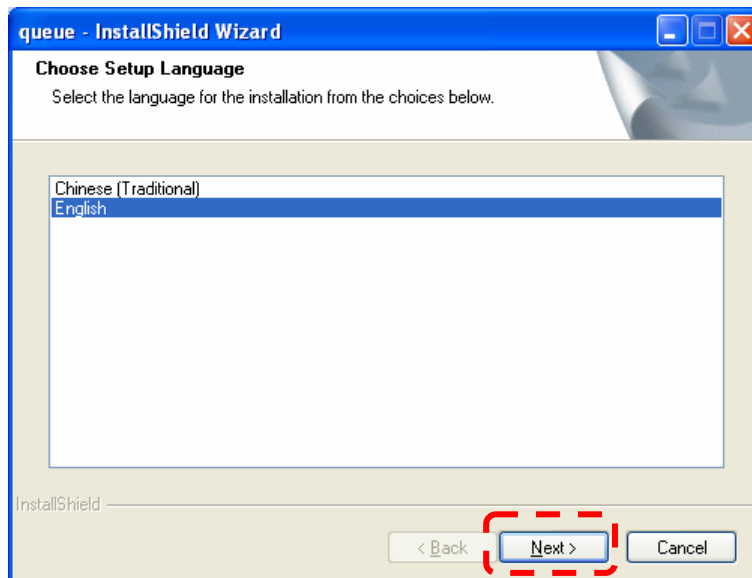 queue - InstallShield Wizard
Choose Setup Language
Select the language for the installation from the choices below.
Chinese (Traditional)
English
InstallShield
< Back
Next >
Cancel